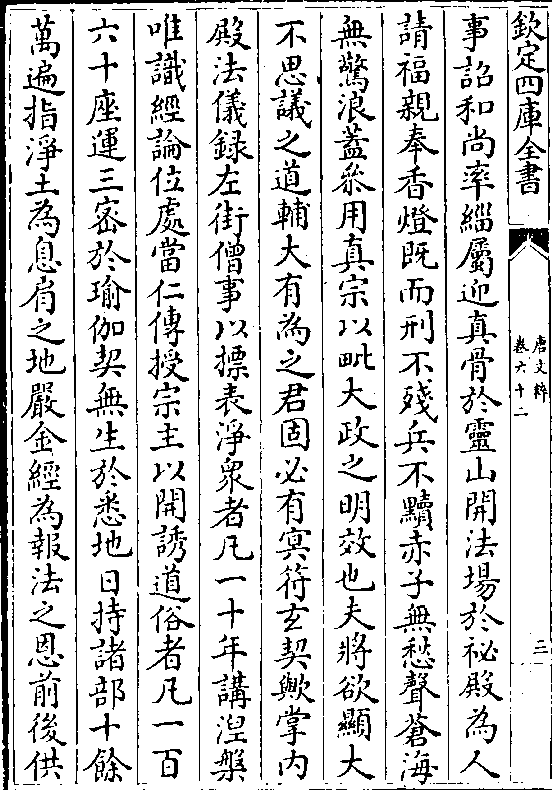 欽定四庫全書
唐文粹
卷六十二
三
事詔和尚率緇屬迎真骨於靈山開法場於祕殿為人
請福親奉香燈既而刑不殘兵不黷赤子無愁聲蒼海
無驚浪蓋叅用真宗以毗大政之明效也夫將欲顯大
不思議之道輔大有為之君固必有㝠符玄契歟掌内
殿法儀録左街僧事以摽表淨衆者凡一十年講涅槃
唯識經論位處當仁傳授宗主以開誘道俗者凡一百
六十座運三宻於瑜伽契無生於悉地日持諸部十餘
萬遍指淨土為息肩之地嚴金經為報法之恩前後供